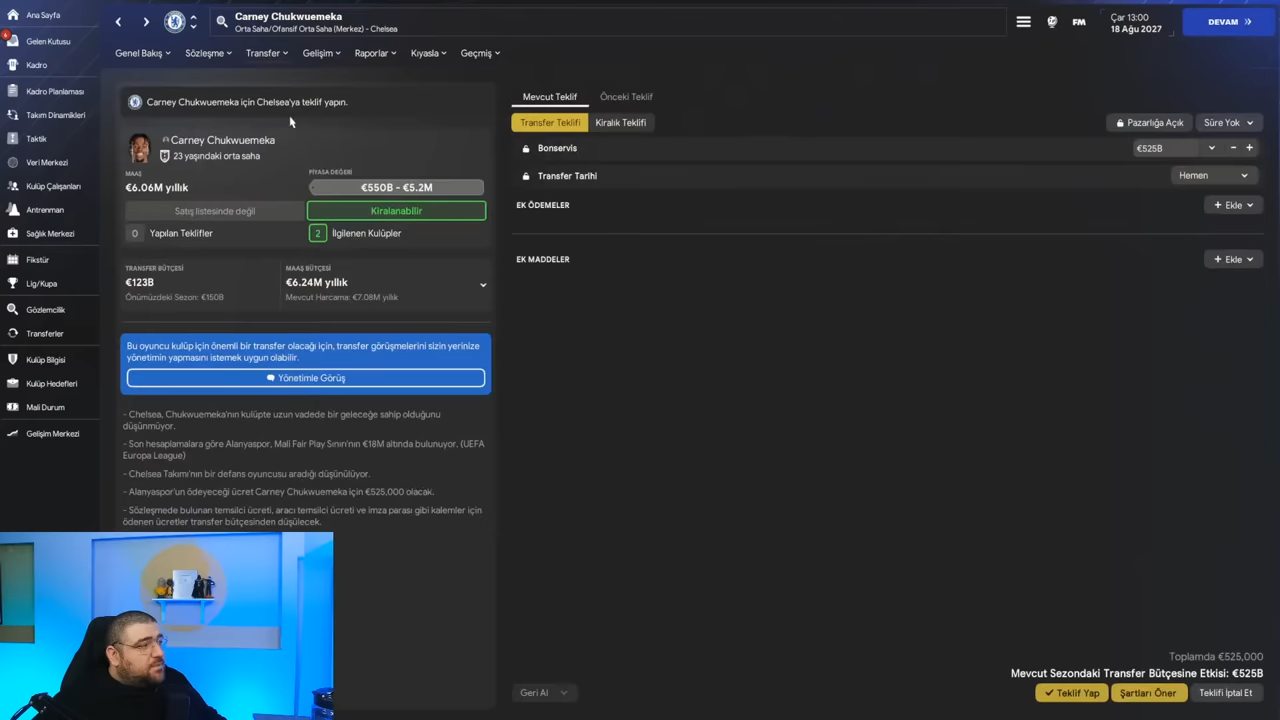 Ana Sayfa
6
Gelen Kutusu
Kadro
Kadro Planlaması
Takım Dinamikleri
Taktik
Veri Merkezi
Kulüp Çalışanları
Antrenman
Sağlık Merkezi
Fikstür
Lig/Kupa
Gözlemcilik
Transferler
Kulüp Bilgisi
Kulüp Hedefleri
Mali Durum
Gelişim Merkezi
Carney Chukwuemeka
Orta Saha/Ofansif Orta Saha (Merkez) - Chelsea
FM
Çar 13:00
18 Ağu 2027
DEVAM
Genel Bakış
Sözleşme
Transfer
Gelişim
Raporlar
Kıyasla
Geçmiş
Carney Chukwuemeka için Chelsea'ya teklif yapın.
Carney Chukwuemeka
23 yaşındaki orta saha
MAAŞ
€6.06M yıllık
PİYASA DEĞERİ
€550B - €5.2M
Satış listesinde değil
Kiralanabilir
0 Yapılan Teklifler
2 İlgilenen Kulüpler
TRANSFER BÜTÇESİ
€123B
Önümüzdeki Sezon: €150B
MAAŞ BÜTÇESİ
€6.24M yıllık
Mevcut Harcama: €7.08M yıllık
Bu oyuncu kulüp için önemli bir transfer olacağı için, transfer görüşmelerini sizin yerinize
yönetimin yapmasını istemek uygun olabilir.
Yönetimle Görüş
- Chelsea, Chukwuemeka'nın kulüpte uzun vadede bir geleceğe sahip olduğunu
düşünmüyor.
- Son hesaplamalara göre Alanyaspor, Mali Fair Play Sınırı'nın €18M altında bulunuyor. (UEFA
Europa League)
- Chelsea Takımı'nın bir defans oyuncusu aradığı düşünülüyor.
- Alanyaspor'un ödeyeceği ücret Carney Chukwuemeka için €525,000 olacak.
- Sözleşmede bulunan temsilci ücreti, aracı temsilci ücreti ve imza parası gibi kalemler için
ödenen ücretler transfer bütçesinden düşülecek.
Mevcut Teklif
Önceki Teklif
Transfer Teklifi
Kiralık Teklifi
Pazarlığa Açık
Süre Yok
Bonservis
€525B
Transfer Tarihi
Hemen
EK ÖDEMELER
+ Ekle
EK MADDELER
+ Ekle
Toplamda €525,000
Mevcut Sezondaki Transfer Bütçesine Etkisi: €525B
Geri Al
Teklif Yap
Şartları Öner
Teklifi İptal Et